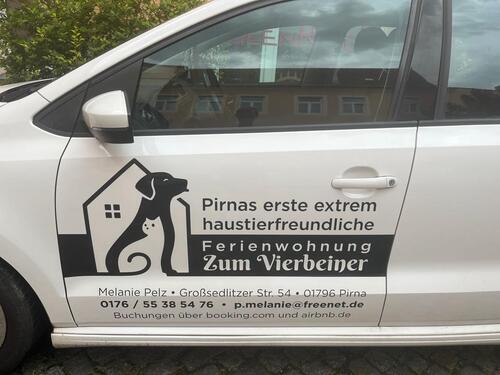 Pirnas erste extrem
haustierfreundliche
Ferienwohnung
Zum Vierbeiner
Melanie Pelz • Großsedlitzer Str. 54 • 01796 Pirna
0176 / 55 38 54 76 • p.melanie@freenet.de
Buchungen über booking.com und airbnb.de